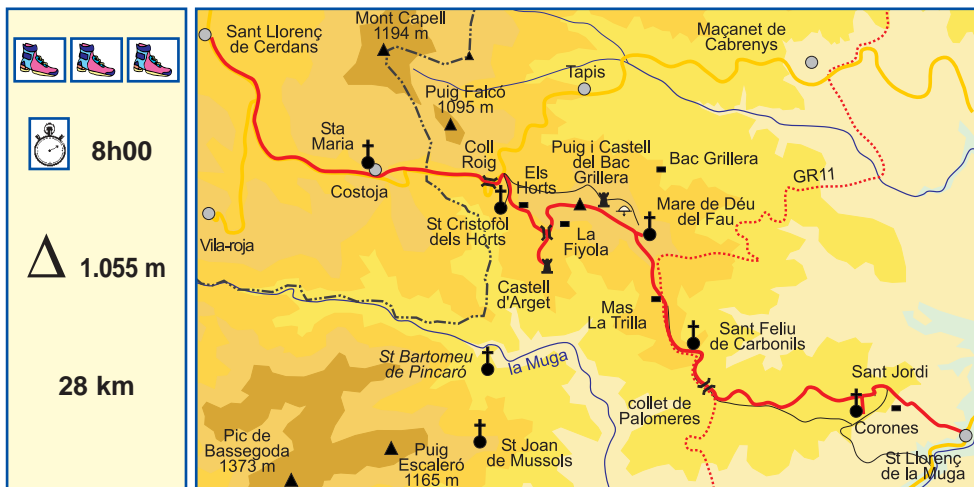 8h00
1.055 m
28 km
Mont Capell
1194 m
Sant Llorenç
de Cerdans
Maçanet de
Cabrenys
Tapis
Puig Falcó
1095 m
Sta
Maria
Coll
Roig
Puig i Castell
del Bac
Grillera
Bac Grillera
Els
Horts
GR11
Costoja
Mare de Déu
del Fau
St Cristofòl
dels Horts
La
Fiyola
Vila-roja
Castell
d'Arget
Mas
La Trilla
Sant Feliu
de Carbonils
St Bartomeu
de Pincaró
la Muga
Sant Jordi
collet de
Palomeres
Corones
Pic de
Bassegoda
1373 m
Puig
Escaleró
1165 m
St Joan
de Mussols
St Llorenç
de la Muga